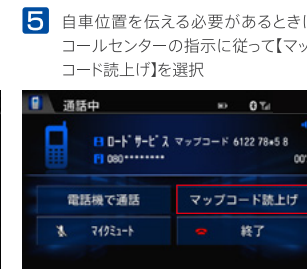 5 自車位置を伝える必要があるときに
コールセンターの指示に従って【マッ
コード読上げ】を選択
通話中
ロードサービス マップコード 6122 78*5 8
080********
00'
電話機で通話 マップコード読上げ
マイクミュート 終了